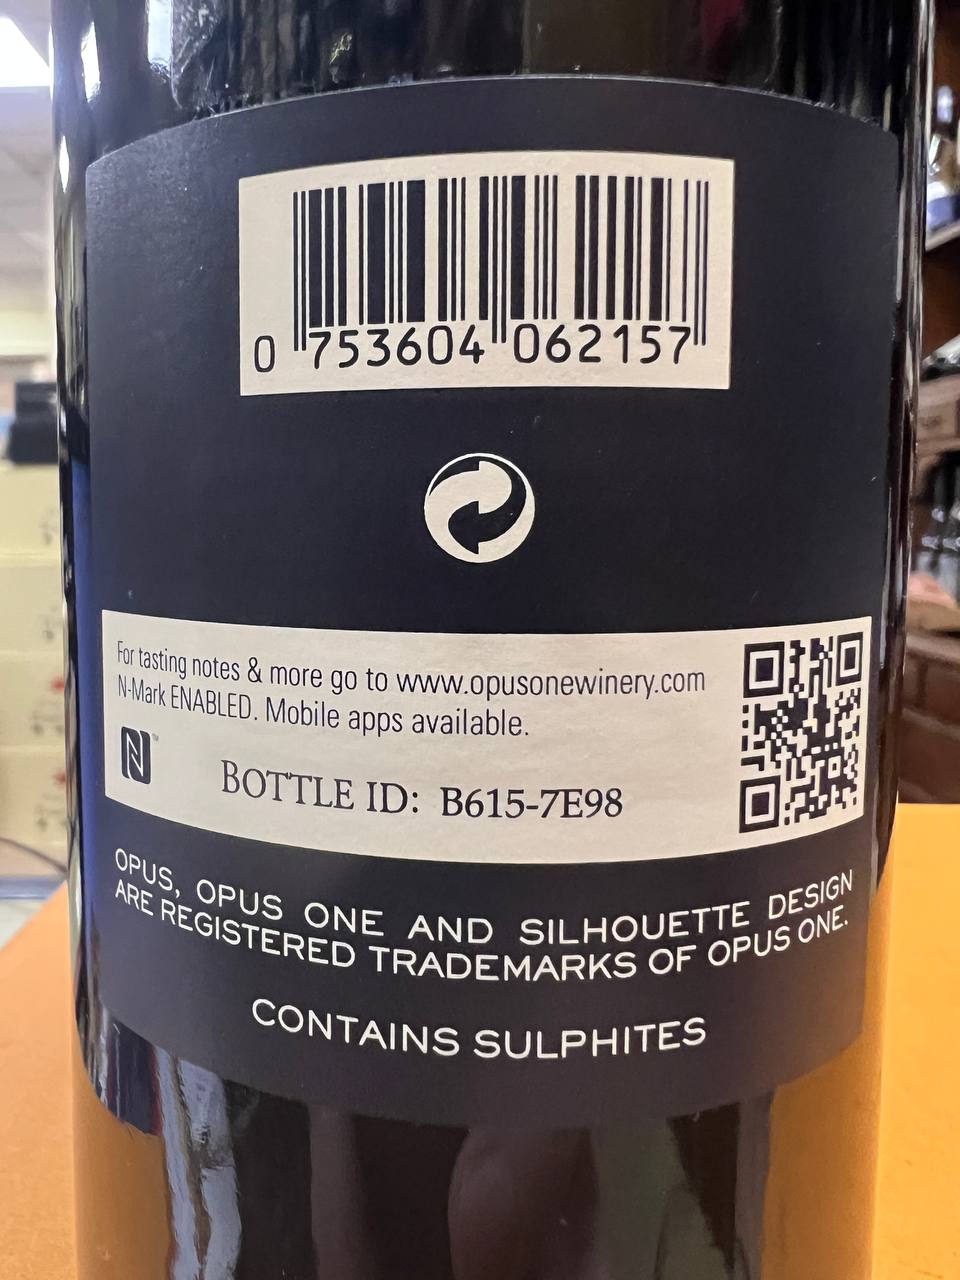 0 753604 062157
For tasting notes & more go to www.opusonewinery.com
N-Mark ENABLED. Mobile apps available.
N™
BOTTLE ID: B615-7E98
OPUS, OPUS ONE AND SILHOUETTE DESIGN
ARE REGISTERED TRADEMARKS OF OPUS ONE.
CONTAINS SULPHITES